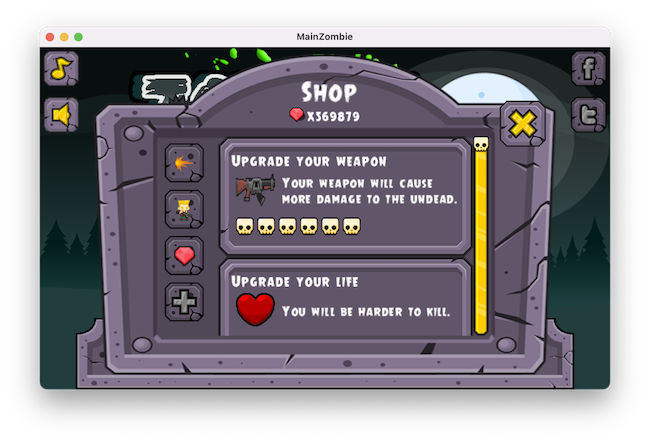 MainZombie
Shop
X369879
Upgrade your weapon
Your weapon will cause
more damage to the undead.
Upgrade your life
You will be harder to kill.